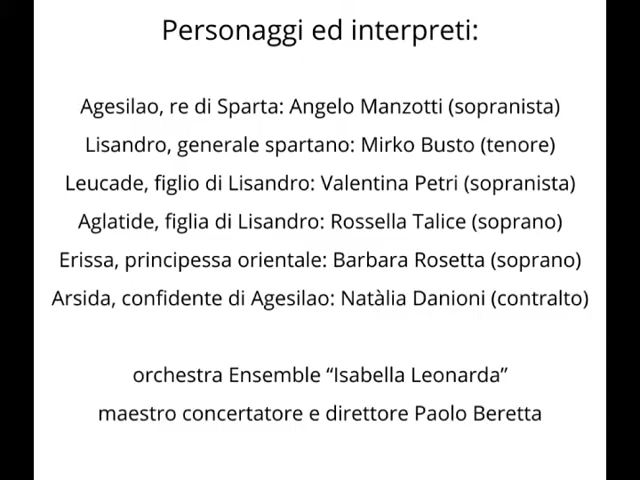 Personaggi ed interpreti:
Agesilao, re di Sparta: Angelo Manzotti (sopranista)
Lisandro, generale spartano: Mirko Busto (tenore)
Leucade, figlio di Lisandro: Valentina Petri (sopranista)
Aglatide, figlia di Lisandro: Rossella Talice (soprano)
Erissa, principessa orientale: Barbara Rosetta (soprano)
Arsida, confidente di Agesilao: Natàlia Danioni (contralto)
orchestra Ensemble “Isabella Leonarda”
maestro concertatore e direttore Paolo Beretta